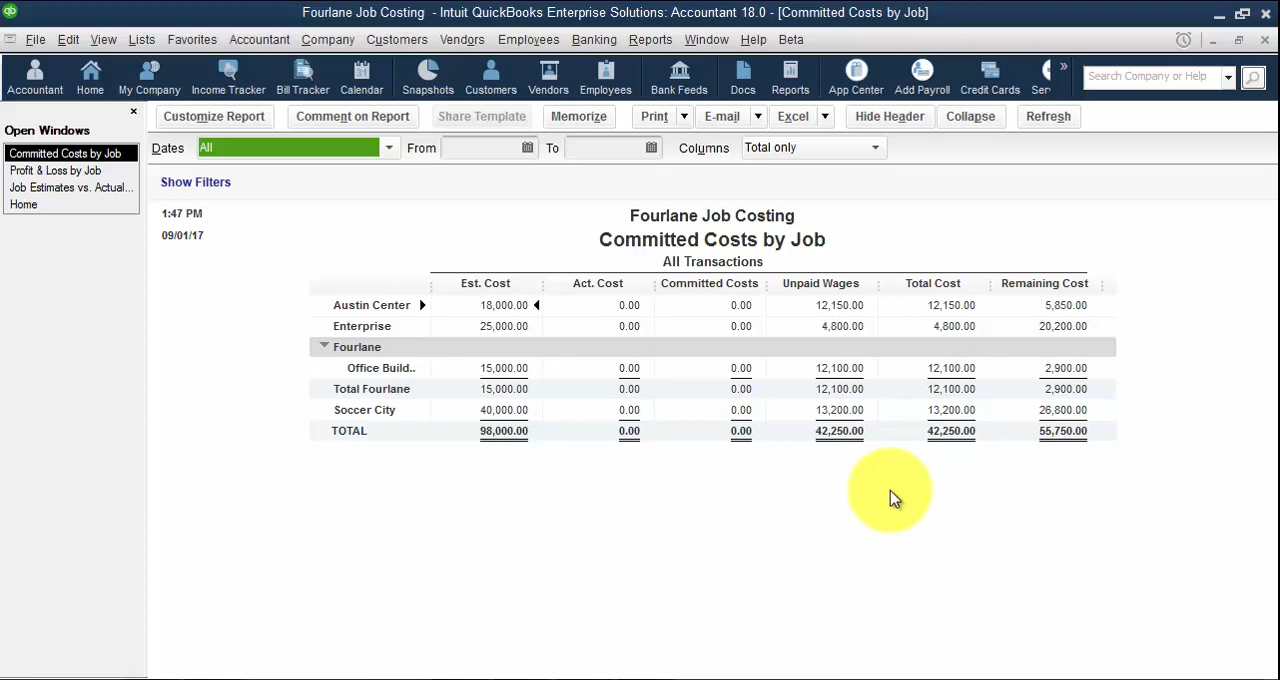 Fourlane Job Costing - Intuit QuickBooks Enterprise Solutions: Accountant 18.0 - [Committed Costs by Job]
File Edit View Lists Favorites Accountant Company Customers Vendors Employees Banking Reports Window Help Beta
Accountant Home My Company Income Tracker Bill Tracker Calendar Snapshots Customers Vendors Employees Bank Feeds Docs Reports App Center Add Payroll Credit Cards Ser Search Company or Help
Customize Report Comment on Report Share Template Memorize Print E-mail Excel Hide Header Collapse Refresh
Open Windows
Committed Costs by Job
Profit & Loss by Job
Job Estimates vs. Actual...
Home
Dates All From To Columns Total only
Show Filters
1:47 PM
09/01/17
Fourlane Job Costing
Committed Costs by Job
All Transactions
Est. Cost Act. Cost Committed Costs Unpaid Wages Total Cost Remaining Cost
Austin Center 18,000.00 0.00 0.00 12,150.00 12,150.00 5,850.00
Enterprise 25,000.00 0.00 0.00 4,800.00 4,800.00 20,200.00
Fourlane
Office Build.. 15,000.00 0.00 0.00 12,100.00 12,100.00 2,900.00
Total Fourlane 15,000.00 0.00 0.00 12,100.00 12,100.00 2,900.00
Soccer City 40,000.00 0.00 0.00 13,200.00 13,200.00 26,800.00
TOTAL 98,000.00 0.00 0.00 42,250.00 42,250.00 55,750.00